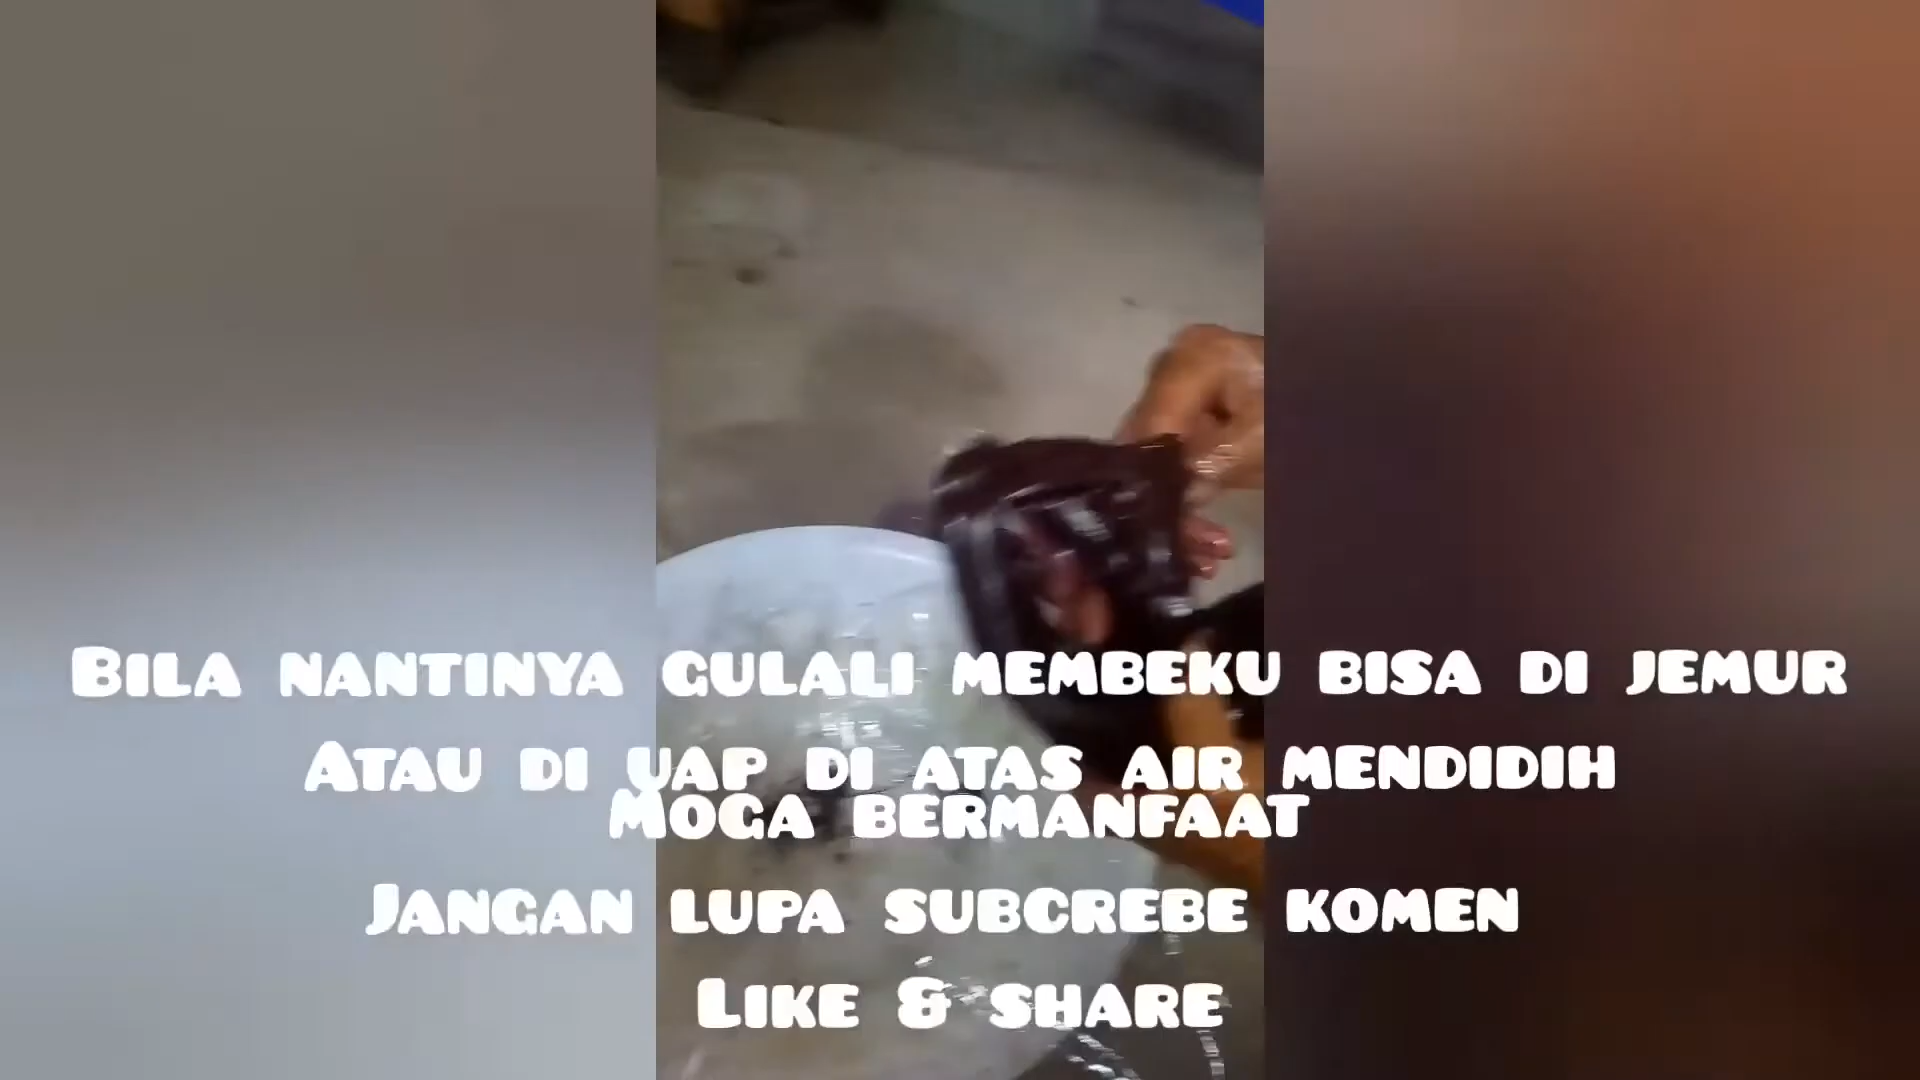 Bila nantinya gulali membeku bisa di jemur
Atau di uap di atas air mendidih
Moga bermanfaat
Jangan lupa subcrebe komen
Like & share